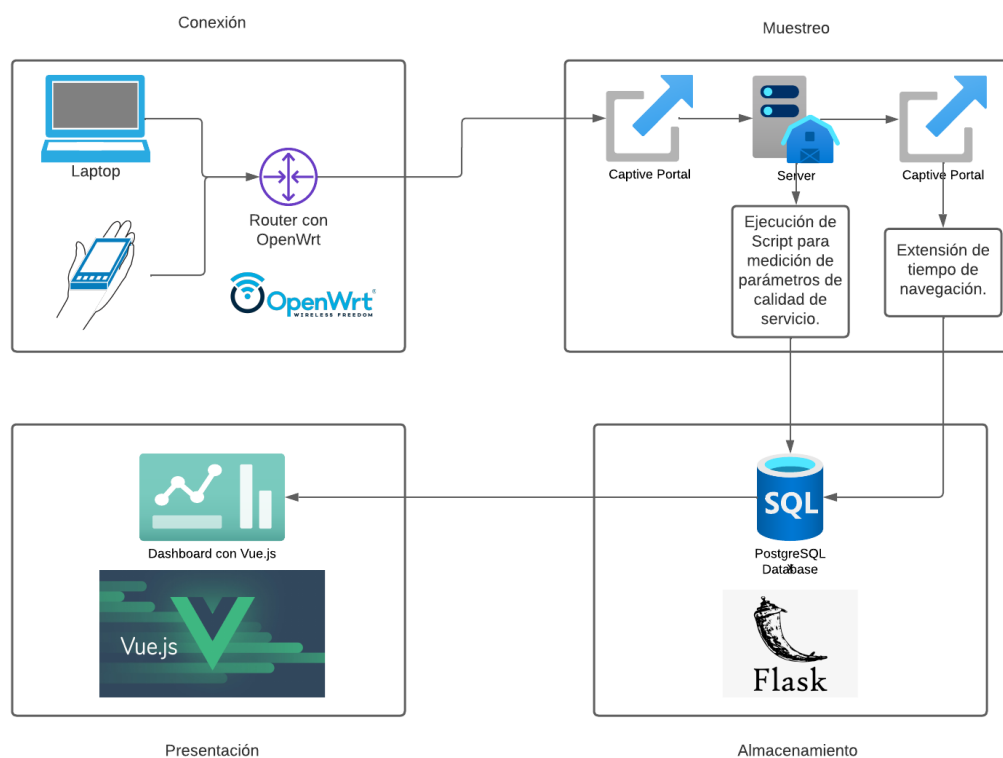 Conexión
Muestreo
Laptop
Router con
OpenWrt
OpenWrt
WIRELESS FREEDOM
Captive Portal
Server
Captive Portal
Ejecución de
Script para
medición de
parámetros de
calidad de
servicio.
Extensión de
tiempo de
navegación.
Dashboard con Vue.js
Vue.js
SQL
PostgreSQL
Database
Flask
Presentación
Almacenamiento